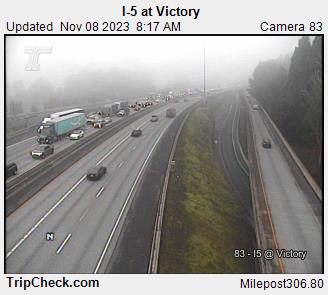 I-5 at Victory
Updated Nov 08 2023 8:17 AM Camera 83
T
N
83 - I5 @ Victory
TripCheck.com Milepost306.80